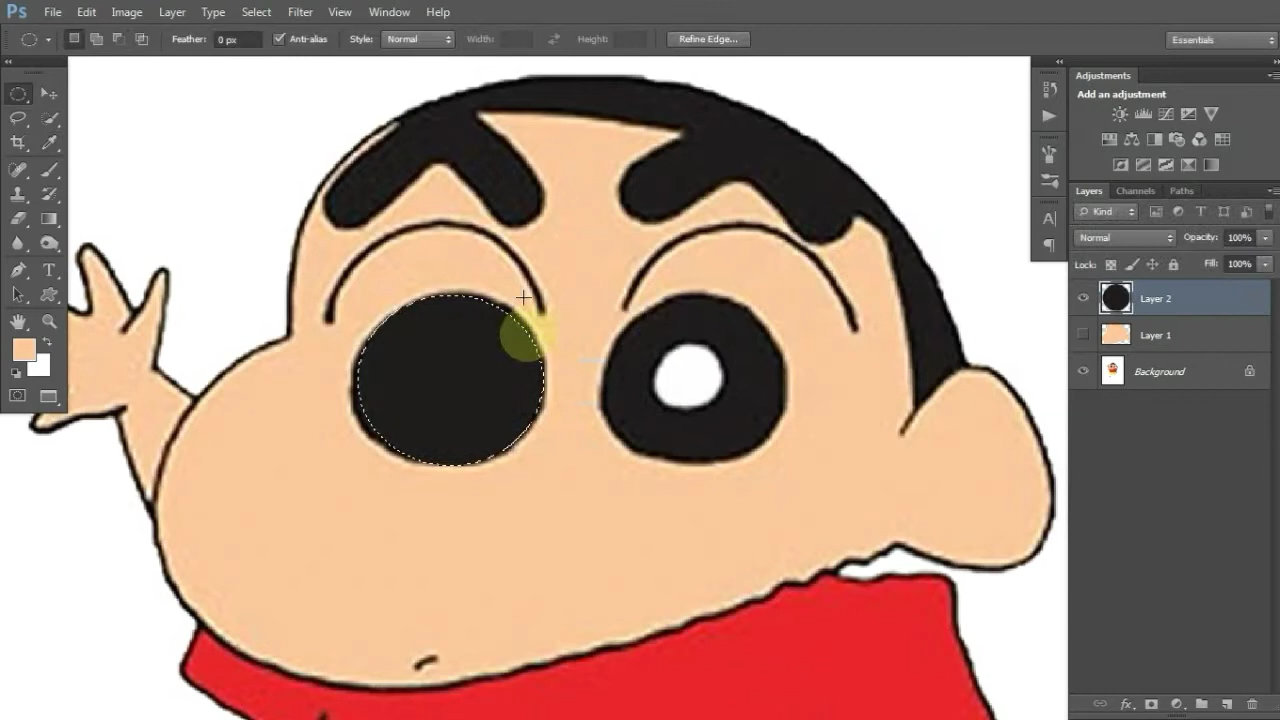 Ps File Edit Image Layer Type Select Filter View Window Help
Feather: 0 px Anti-alias Style: Normal Width: Height: Refine Edge... Essentials
Adjustments
Add an adjustment
Layers Channels Paths
Kind
Normal Opacity: 100%
Lock: Fill: 100%
Layer 2
Layer 1
Background